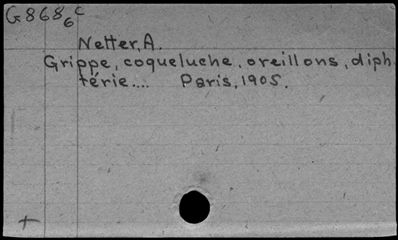 G8686c
Netter, A.
Grippe, coqueluche, oreillons, diph
térie.... Paris, 1905.
+